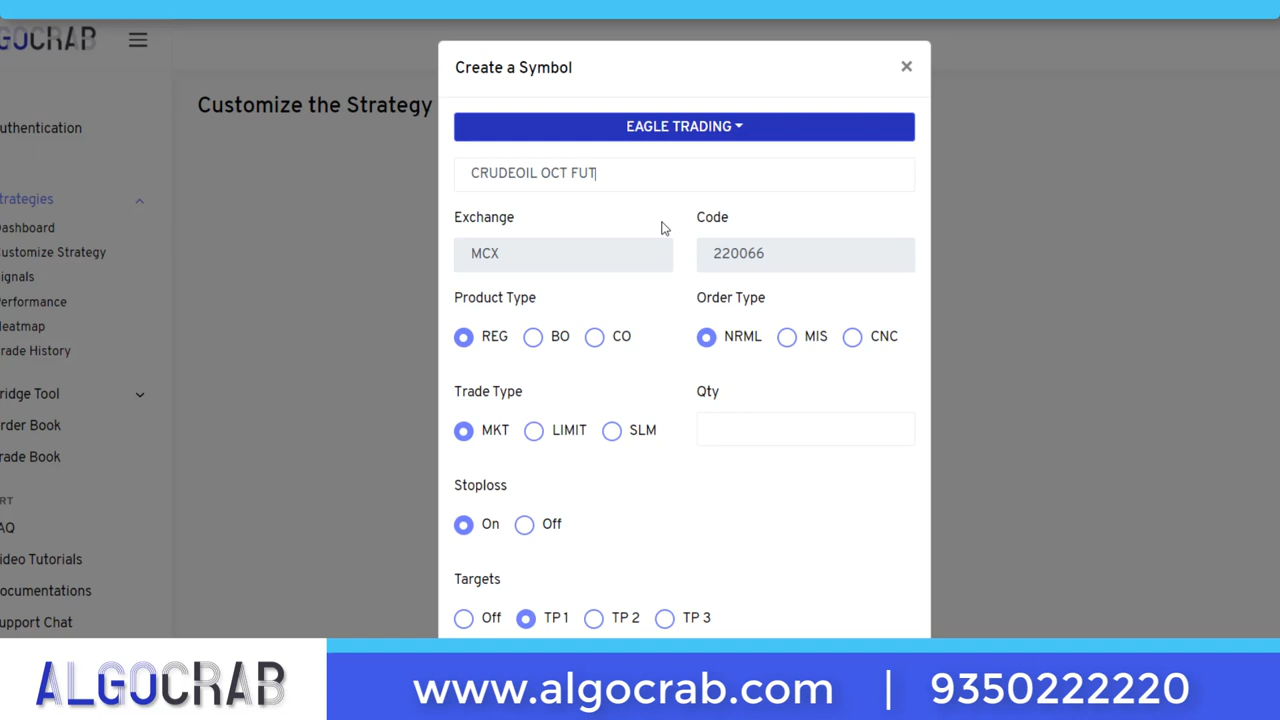 GOCRAB
Create a Symbol
×
Customize the Strategy
uthentication
EAGLE TRADING
CRUDEOIL OCT FUT
trategies
Exchange
Code
Dashboard
MCX
220066
ustomize Strategy
ignals
Product Type
Order Type
erformance
eatmap
REG
BO
CO
NRML
MIS
CNC
rade History
ridge Tool
Trade Type
Qty
rder Book
MKT
LIMIT
SLM
rade Book
Stoploss
RT
AQ
On
Off
ideo Tutorials
Targets
ocumentations
Off
TP 1
TP 2
TP 3
upport Chat
ALGOCRAB
www.algocrab.com | 9350222220